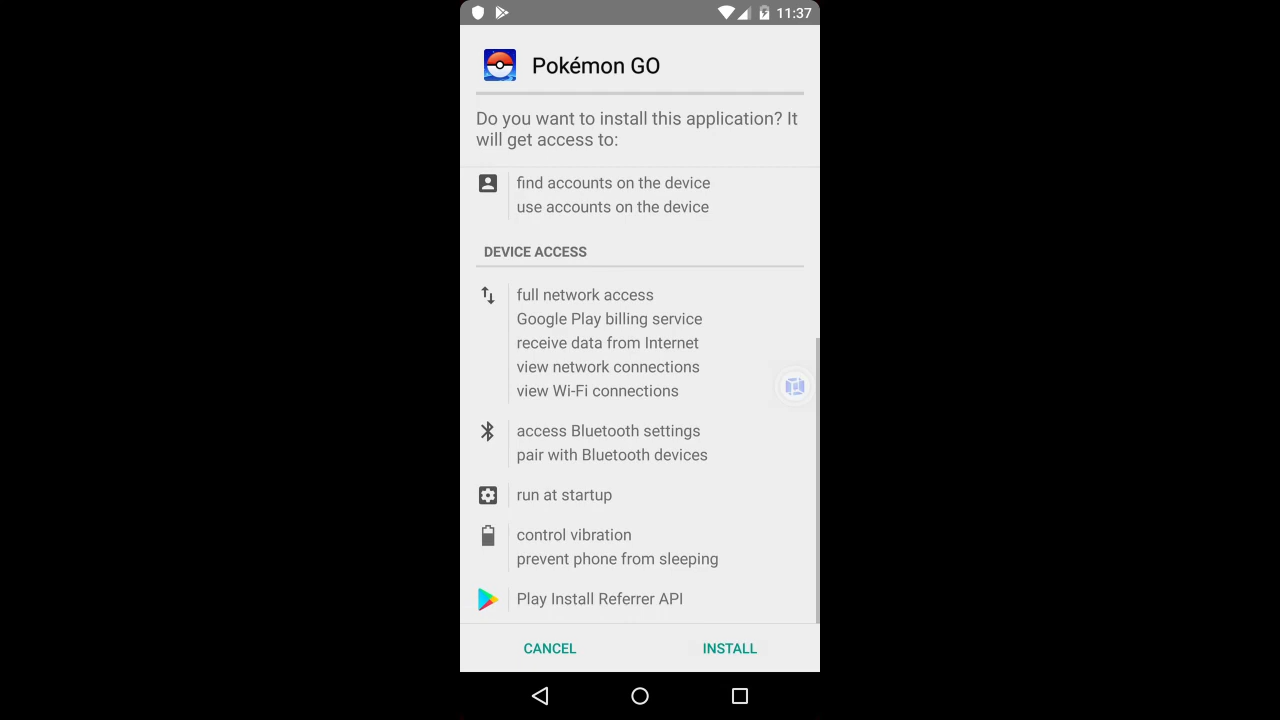 11:37
Pokémon GO
Do you want to install this application? It
will get access to:
find accounts on the device
use accounts on the device
DEVICE ACCESS
full network access
Google Play billing service
receive data from Internet
view network connections
view Wi-Fi connections
access Bluetooth settings
pair with Bluetooth devices
run at startup
control vibration
prevent phone from sleeping
Play Install Referrer API
CANCEL INSTALL